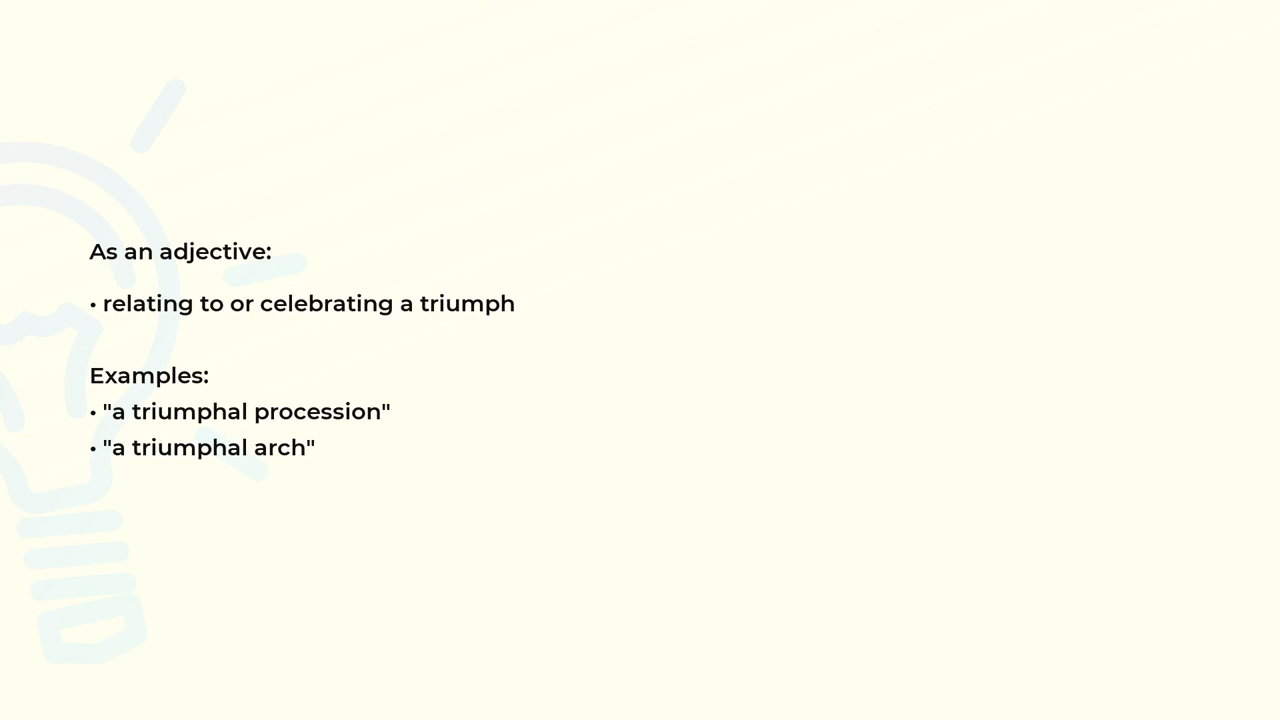 As an adjective:
• relating to or celebrating a triumph
Examples:
• "a triumphal procession"
• "a triumphal arch"